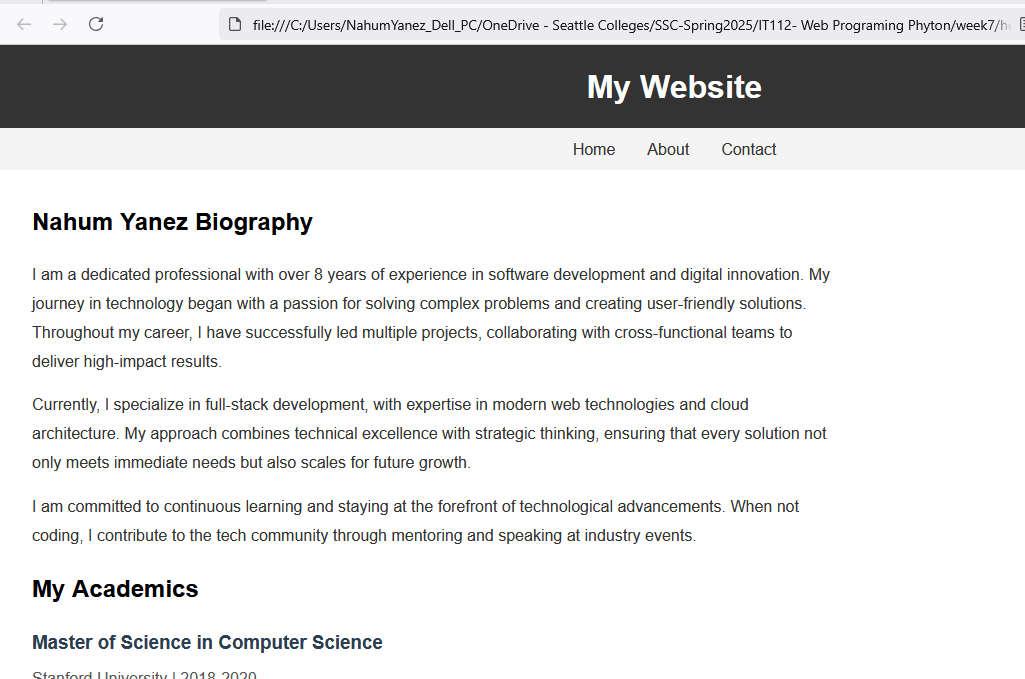 file:///C:/Users/NahumYanez_Dell_PC/OneDrive - Seattle Colleges/SSC-Spring2025/IT112- Web Programing Phyton/week7/
My Website
Home About Contact
Nahum Yanez Biography
I am a dedicated professional with over 8 years of experience in software development and digital innovation. My
journey in technology began with a passion for solving complex problems and creating user-friendly solutions.
Throughout my career, I have successfully led multiple projects, collaborating with cross-functional teams to
deliver high-impact results.
Currently, I specialize in full-stack development, with expertise in modern web technologies and cloud
architecture. My approach combines technical excellence with strategic thinking, ensuring that every solution not
only meets immediate needs but also scales for future growth.
I am committed to continuous learning and staying at the forefront of technological advancements. When not
coding, I contribute to the tech community through mentoring and speaking at industry events.
My Academics
Master of Science in Computer Science
Stanford University | 2018-2020